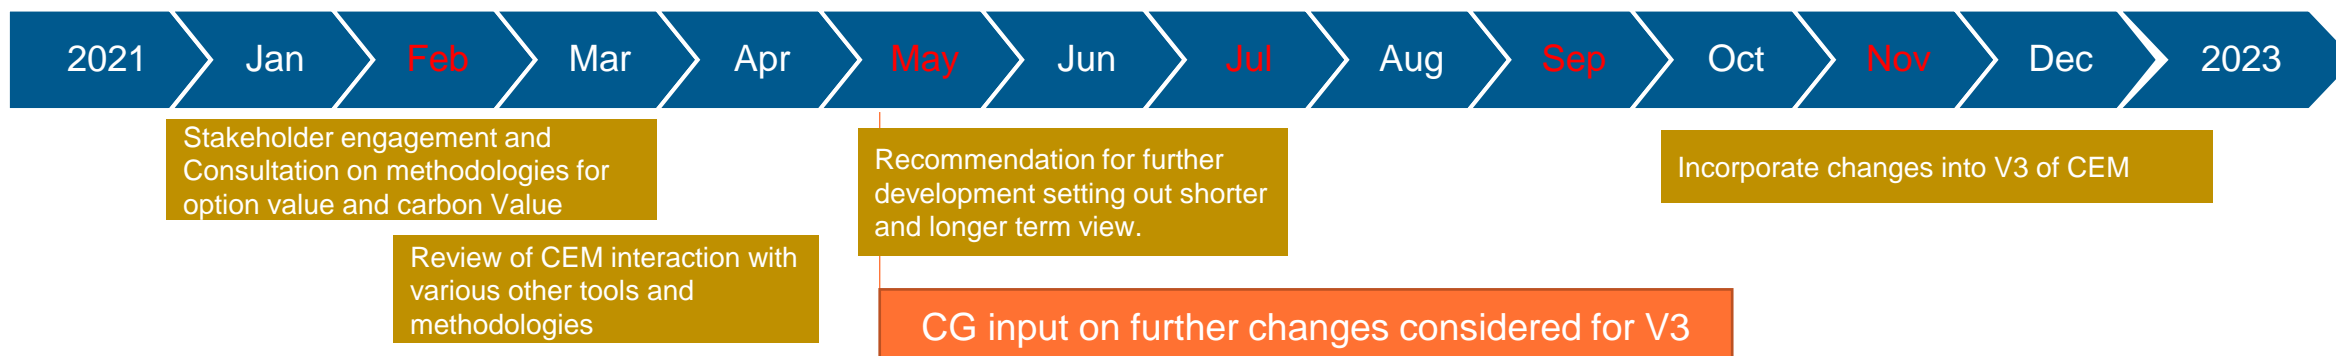 2021 Jan Feb Mar Apr May Jun Jul Aug Sep Oct Nov Dec 2023
Stakeholder engagement and
Consultation on methodologies for
option value and carbon Value
Review of CEM interaction with
various other tools and
methodologies
Recommendation for further
development setting out shorter
and longer term view.
CG input on further changes considered for V3
Incorporate changes into V3 of CEM